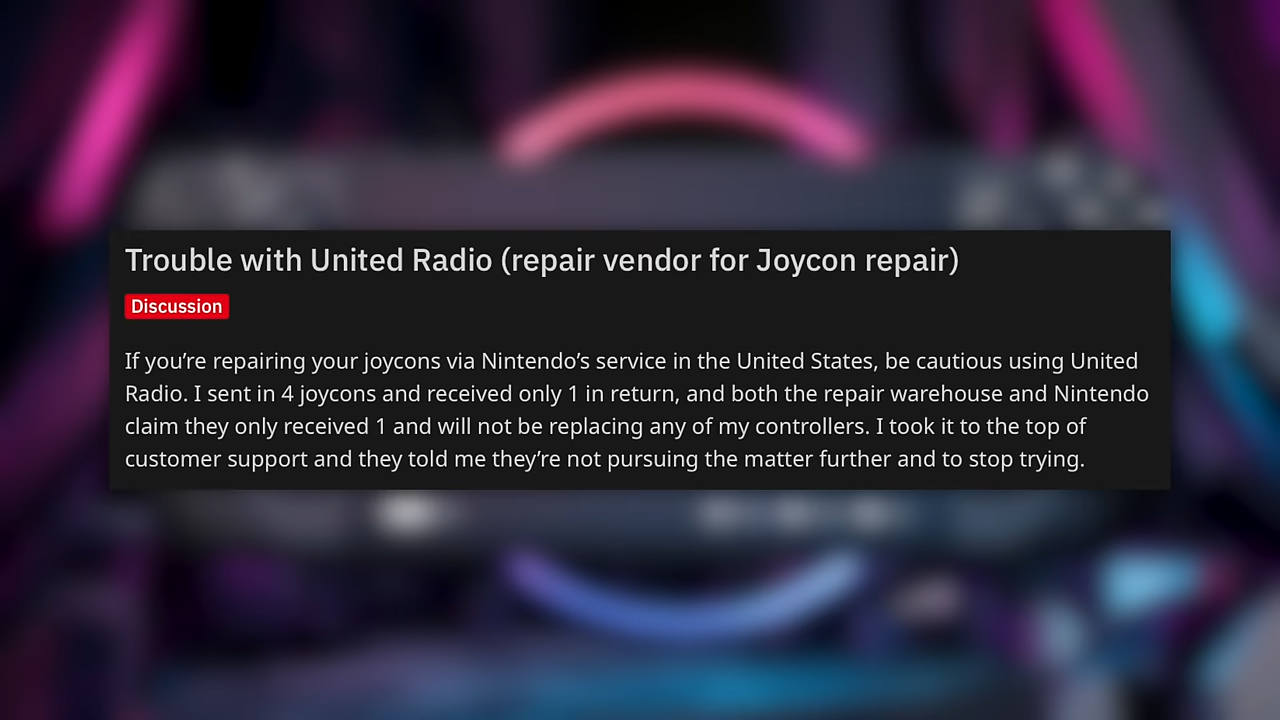 Trouble with United Radio (repair vendor for Joycon repair)
Discussion
If you’re repairing your joycons via Nintendo’s service in the United States, be cautious using United
Radio. I sent in 4 joycons and received only 1 in return, and both the repair warehouse and Nintendo
claim they only received 1 and will not be replacing any of my controllers. I took it to the top of
customer support and they told me they’re not pursuing the matter further and to stop trying.